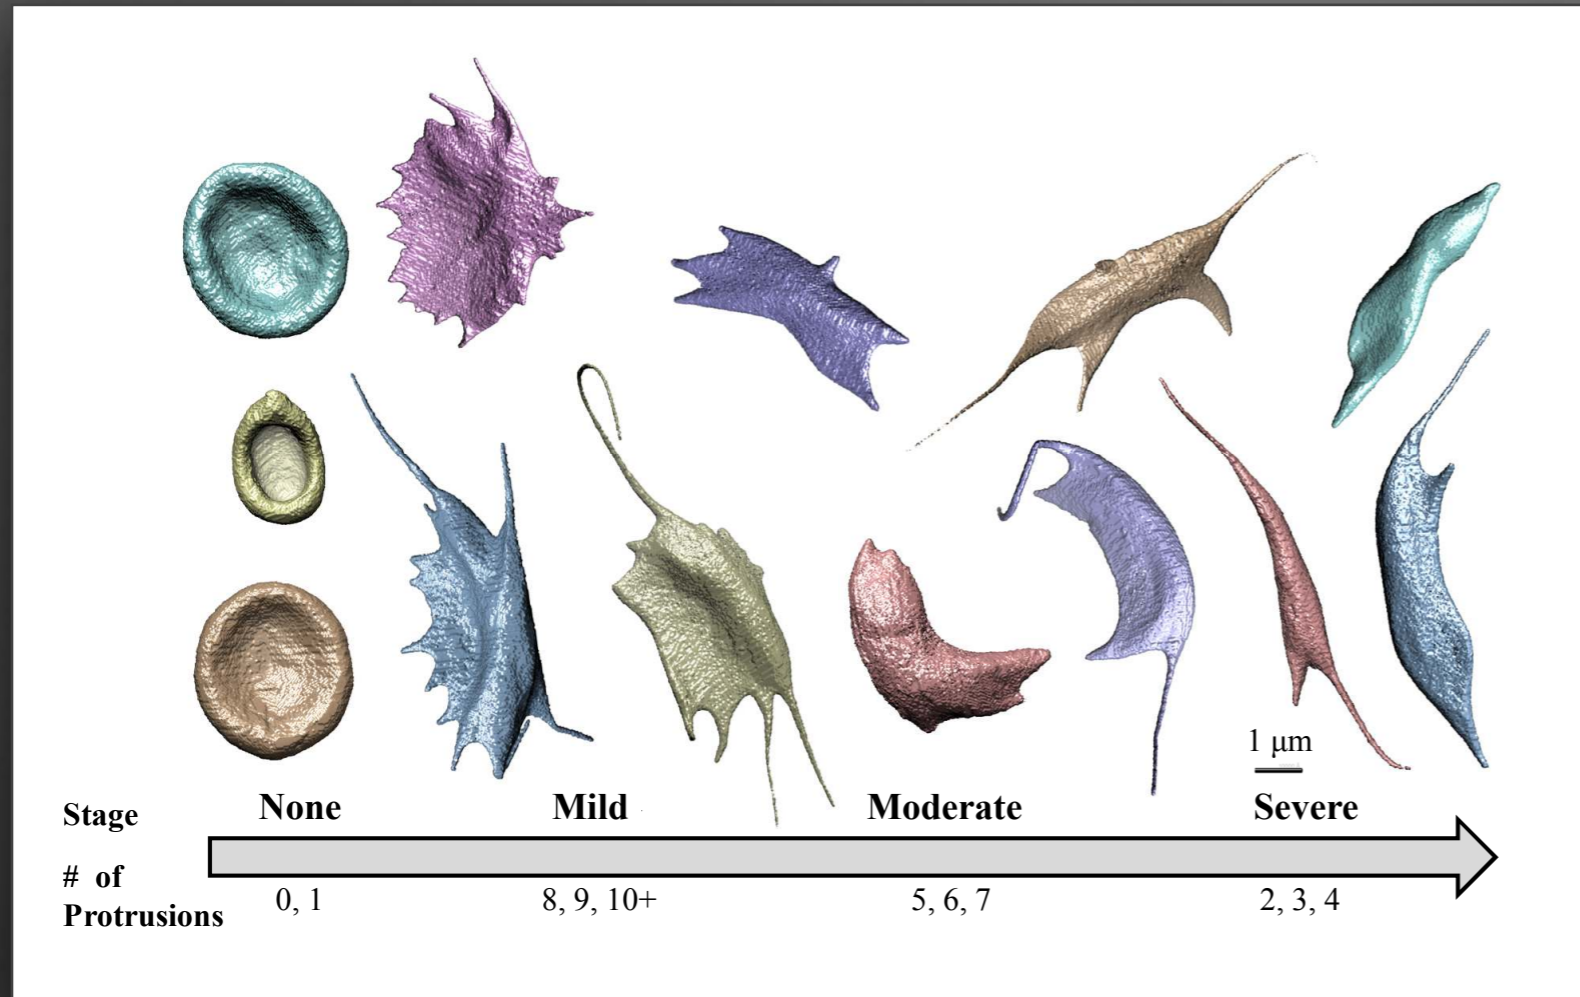 1 μm
Stage None Mild Moderate Severe
# of
Protrusions 0, 1 8, 9, 10+ 5, 6, 7 2, 3, 4